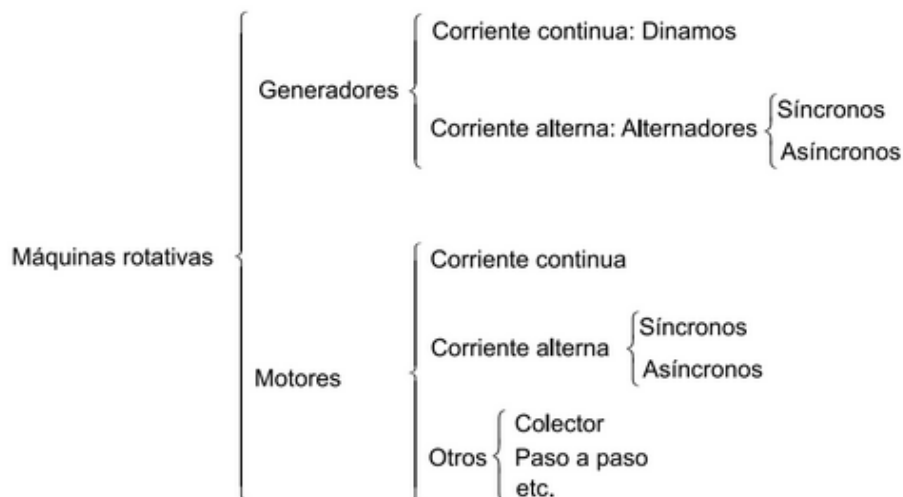 Máquinas rotativas
Generadores
Corriente continua: Dinamos
Corriente alterna: Alternadores
Síncronos
Asíncronos
Motores
Corriente continua
Corriente alterna
Síncronos
Asíncronos
Otros
Colector
Paso a paso
etc.